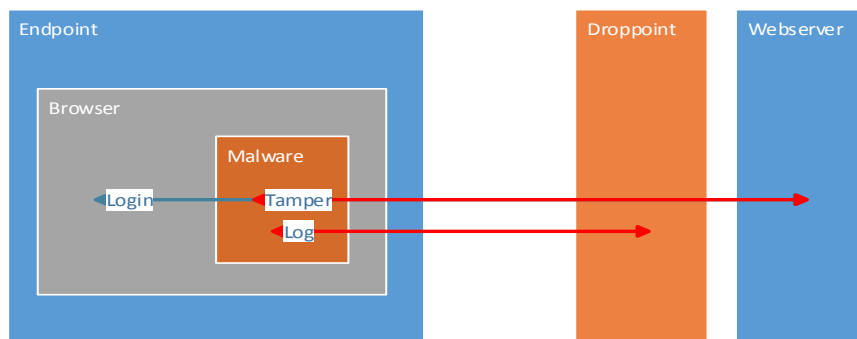 Endpoint
Droppoint
Webserver
Browser
Malware
Login
Tamper
Log